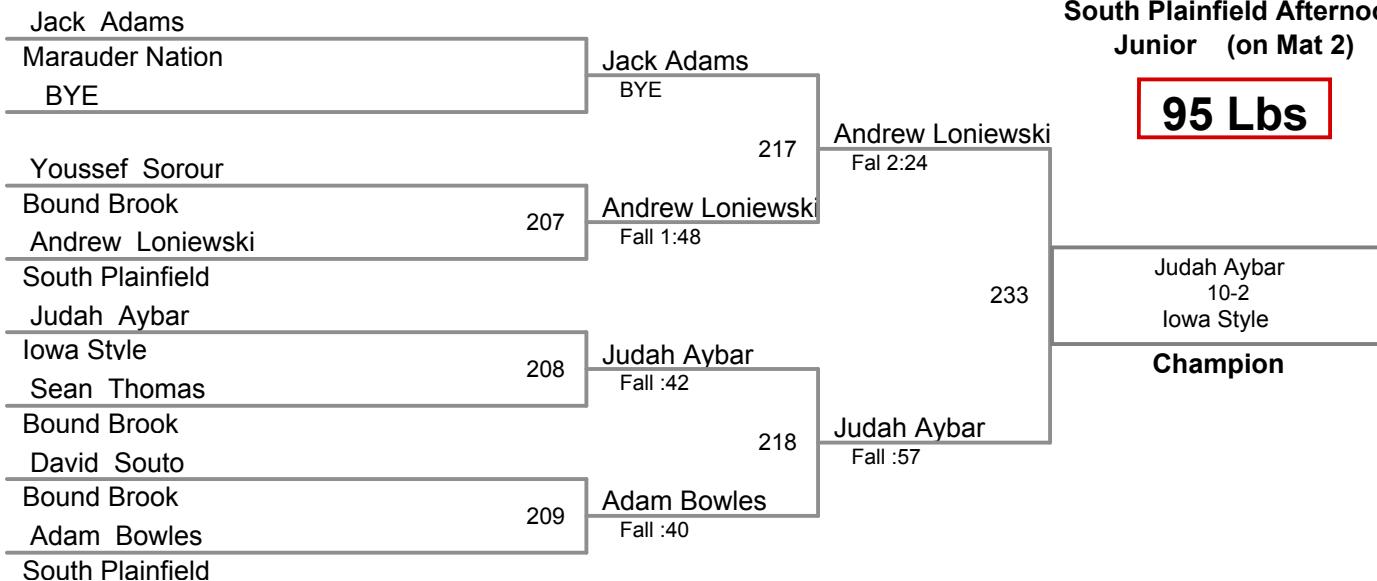 Jack Adams
Marauder Nation
BYE
Youssef Sorour
Bound Brook
Andrew Loniewski
South Plainfield
Judah Aybar
Iowa Style
Sean Thomas
Bound Brook
David Souto
Bound Brook
Adam Bowles
South Plainfield
207
208
209
Jack Adams
BYE
Andrew Loniewski
Fall 1:48
Judah Aybar
Fall :42
Adam Bowles
Fall :40
217
218
Andrew Loniewski
Fal 2:24
Judah Aybar
Fall :57
233
South Plainfield Afternoo
Junior (on Mat 2)
95 Lbs
Judah Aybar
10-2
Iowa Style
Champion